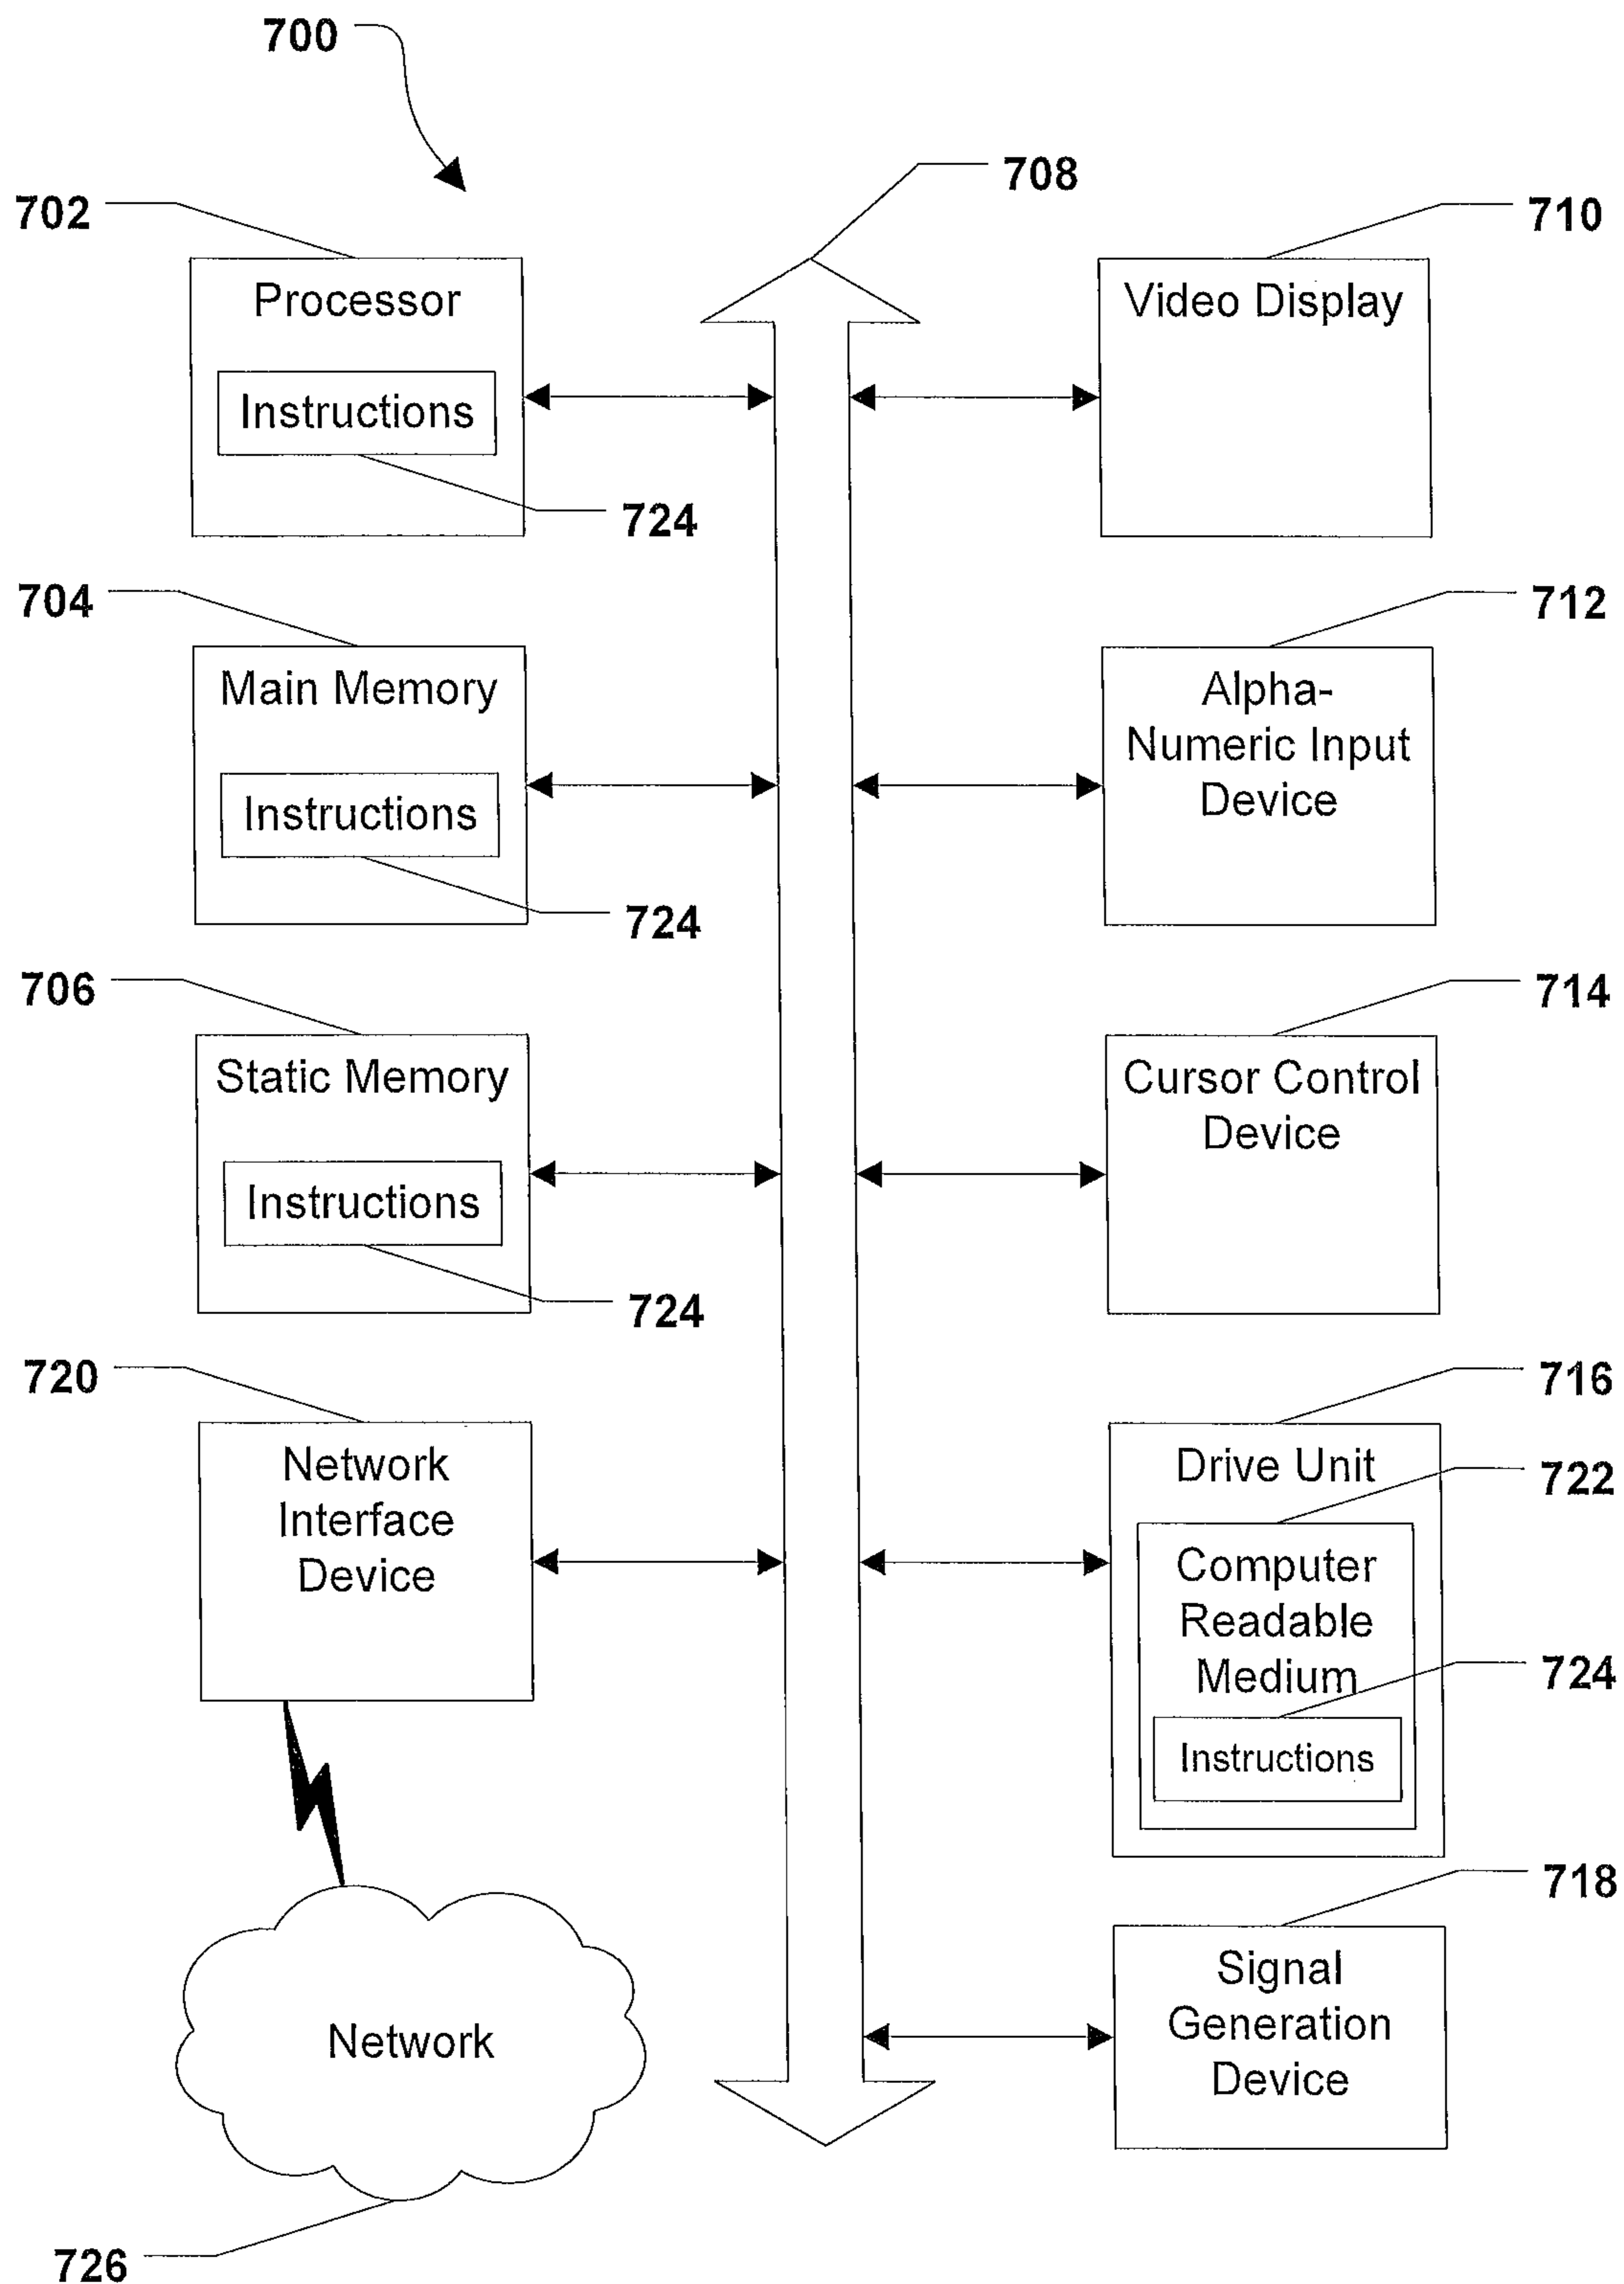 700
708
702
710
Processor
Instructions
724
Video Display
704
712
Main Memory
Instructions
724
Alpha-
Numeric Input
Device
706
714
Static Memory
Instructions
724
Cursor Control
Device
720
716
Network
Interface
Device
Drive Unit
722
Computer
Readable
Medium
724
Instructions
718
Signal
Generation
Device
Network
726